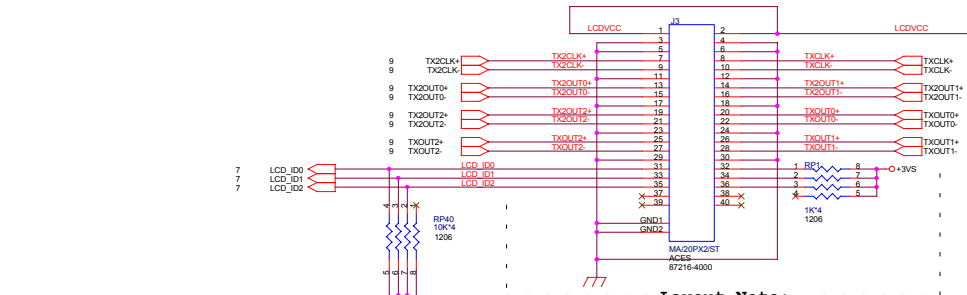 J3
LCDVCC 1 2 LCDVCC
3 4
5 6
9 TX2CLK+ TX2CLK+ 7 8 TXCLK+ TXCLK+
9 TX2CLK- TX2CLK- 9 10 TXCLK- TXCLK-
11 12
9 TX2OUT0+ TX2OUT0+ 13 14 TX2OUT1+ TX2OUT1+
9 TX2OUT0- TX2OUT0- 15 16 TX2OUT1- TX2OUT1-
17 18
9 TX2OUT2+ TX2OUT2+ 19 20 TXOUT0+ TXOUT0+
9 TX2OUT2- TX2OUT2- 21 22 TXOUT0- TXOUT0-
23 24
9 TXOUT2+ TXOUT2+ 25 26 TXOUT1+ TXOUT1+
9 TXOUT2- TXOUT2- 27 28 TXOUT1- TXOUT1-
29 30
7 LCD_ID0 LCD_ID0 31 32 1 RP1 8 +3VS
7 LCD_ID1 LCD_ID1 33 34 2 7
7 LCD_ID2 LCD_ID2 35 36 3 6
37 38 4 5
39 40
4 3 2 1
1K*4
1206
RP40
10K*4
1206
GND1
GND2
5 6 7 8
MA/20PX2/ST
ACES
87216-4000
Layout Note: